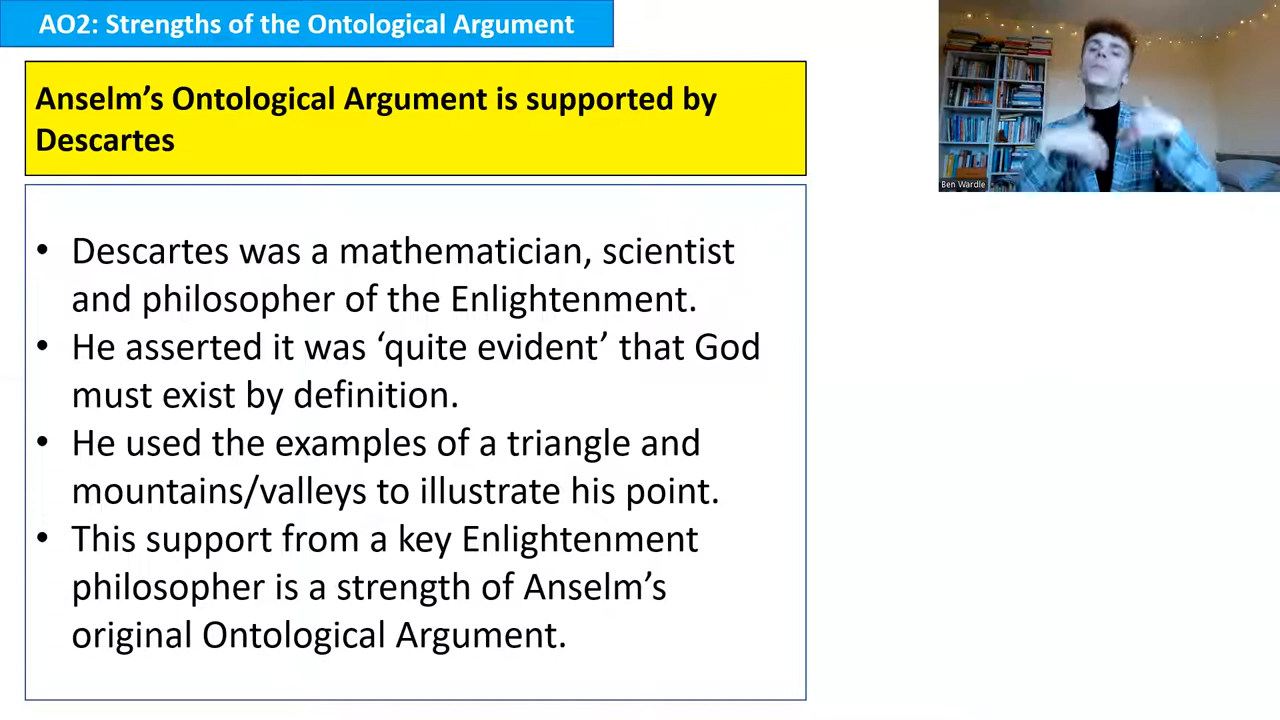 AO2: Strengths of the Ontological Argument
Anselm’s Ontological Argument is supported by
Descartes
• Descartes was a mathematician, scientist
and philosopher of the Enlightenment.
• He asserted it was ‘quite evident’ that God
must exist by definition.
• He used the examples of a triangle and
mountains/valleys to illustrate his point.
• This support from a key Enlightenment
philosopher is a strength of Anselm’s
original Ontological Argument.
Ben Wardle